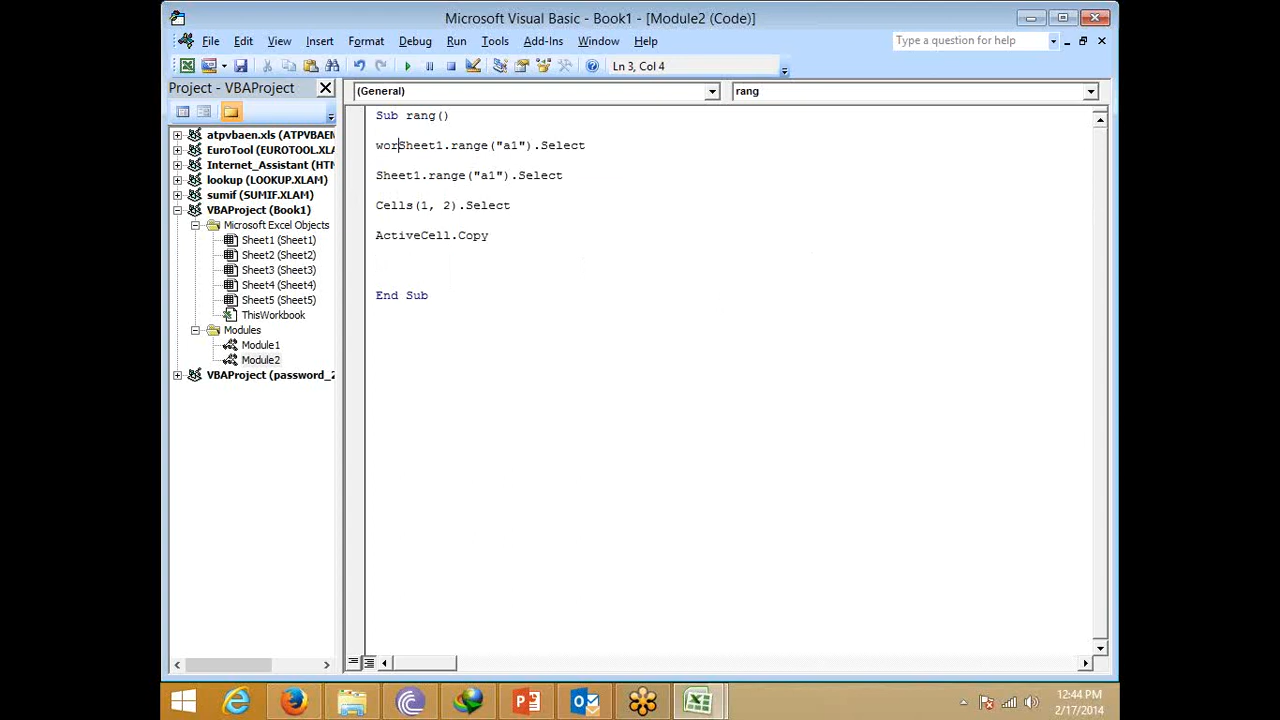 Microsoft Visual Basic - Book1 - [Module2 (Code)]
File Edit View Insert Format Debug Run Tools Add-Ins Window Help
Type a question for help
Ln 3, Col 4
Project - VBAProject
(General)
rang
atpvbaen.xls (ATPVBAEN
EuroTool (EUROTOOL.XLA
Internet_Assistant (HTM
lookup (LOOKUP.XLAM)
sumif (SUMIF.XLAM)
VBAProject (Book1)
Microsoft Excel Objects
Sheet1 (Sheet1)
Sheet2 (Sheet2)
Sheet3 (Sheet3)
Sheet4 (Sheet4)
Sheet5 (Sheet5)
ThisWorkbook
Modules
Module1
Module2
VBAProject (password_2
Sub rang()
worSheet1.range("a1").Select
Sheet1.range("a1").Select
Cells(1, 2).Select
ActiveCell.Copy
End Sub
12:44 PM
2/17/2014